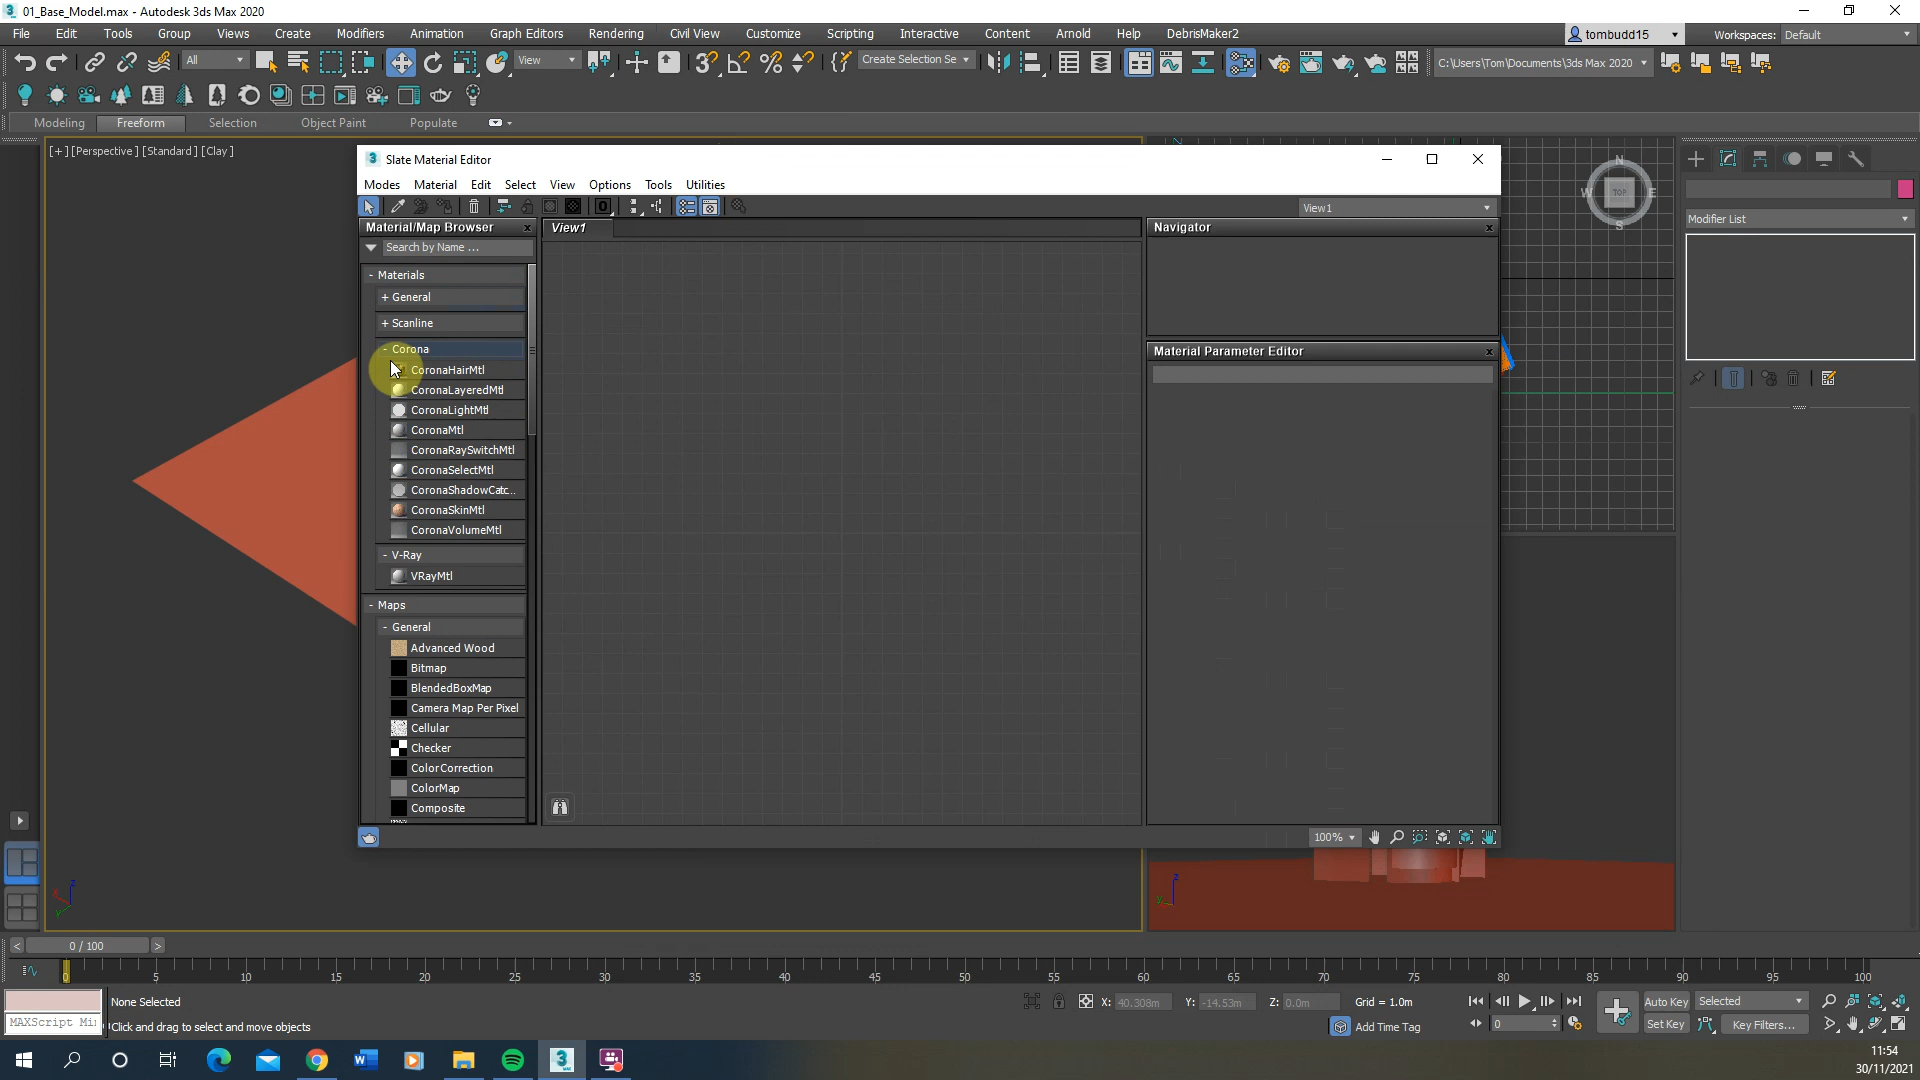 01_Base_Model.max - Autodesk 3ds Max 2020
File Edit Tools Group Views Create Modifiers Animation Graph Editors Rendering Civil View Customize Scripting Interactive Content Arnold Help DebrisMaker2
tombudd15 Workspaces: Default
All View Create Selection Se C:\Users\Tom\Documents\3ds Max 2020
Modeling Freeform Selection Object Paint Populate
[+] [Perspective] [Standard] [Clay]
Slate Material Editor
Modes Material Edit Select View Options Tools Utilities
View1
Material/Map Browser
View1
Navigator
Search by Name ...
- Materials
+ General
+ Scanline
- Corona
CoronaHairMtl
CoronaLayeredMtl
CoronaLightMtl
CoronaMtl
CoronaRaySwitchMtl
CoronaSelectMtl
CoronaShadowCatc...
CoronaSkinMtl
CoronaVolumeMtl
- V-Ray
VRayMtl
- Maps
- General
Advanced Wood
Bitmap
BlendedBoxMap
Camera Map Per Pixel
Cellular
Checker
ColorCorrection
ColorMap
Composite
Material Parameter Editor
100%
N
W TOP E
S
Modifier List
z
x
y
z
y
< 0 / 100 >
0 5 10 15 20 25 30 35 40 45 50 55 60 65 70 75 80 85 90 95 100
None Selected
X: 40.308m Y: -14.53m Z: 0.0m Grid = 1.0m
Auto Key Selected
MAXScript Mi
Click and drag to select and move objects
Add Time Tag
0
Set Key Key Filters...
11:54
30/11/2021